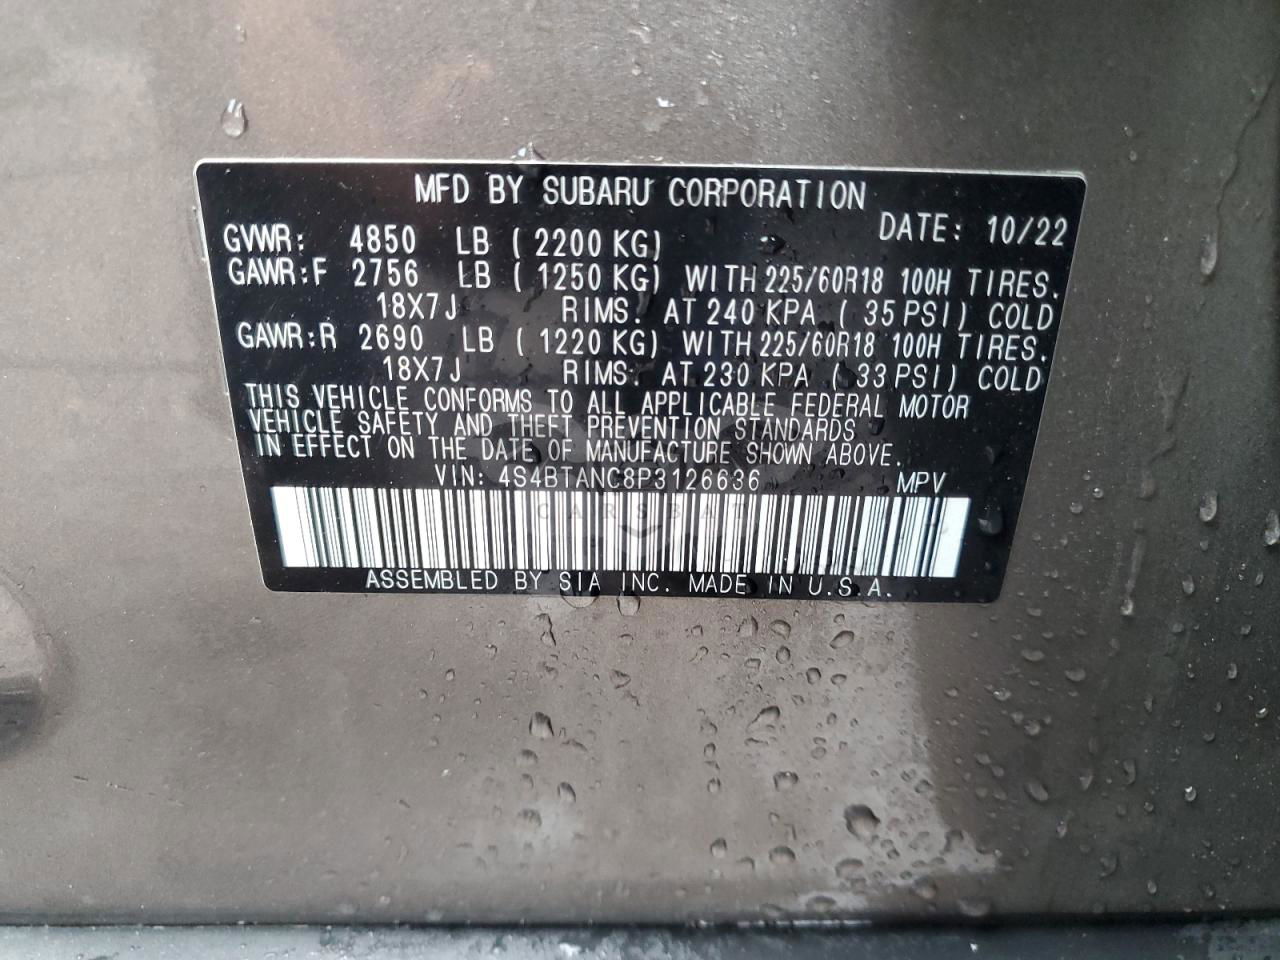 MFD BY SUBARU CORPORATION
DATE: 10/22
GVWR: 4850 LB ( 2200 KG)
GAWR:F 2756 LB ( 1250 KG) WITH 225/60R18 100H TIRES.
18X7J RIMS. AT 240 KPA ( 35 PSI) COLD
GAWR:R 2690 LB ( 1220 KG) WITH 225/60R18 100H TIRES.
18X7J RIMS. AT 230 KPA ( 33 PSI) COLD
THIS VEHICLE CONFORMS TO ALL APPLICABLE FEDERAL MOTOR
VEHICLE SAFETY AND THEFT PREVENTION STANDARDS
IN EFFECT ON THE DATE OF MANUFACTURE SHOWN ABOVE.
VIN: 4S4BTANC8P3126636 MPV
CARSBAT
ASSEMBLED BY SIA INC. MADE IN U.S.A.